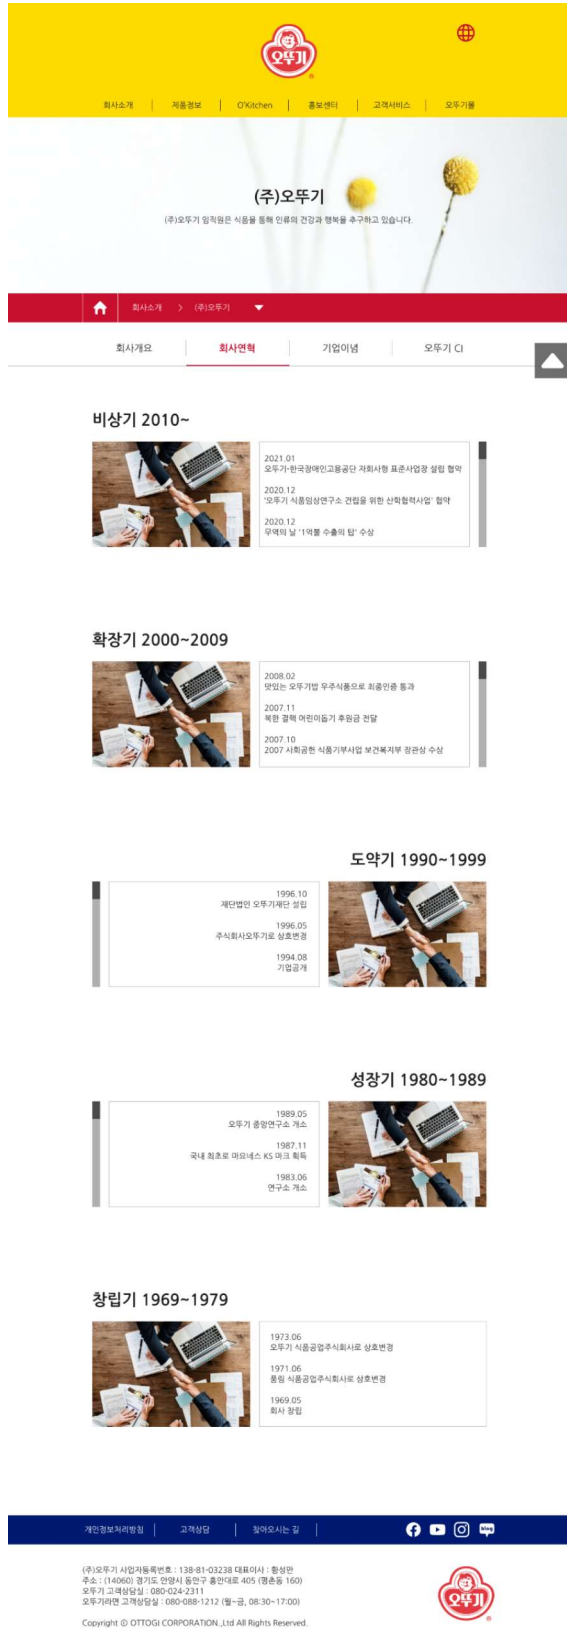 오뚜기
회사소개
제품정보
O'Kitchen
홍보센터
고객서비스
오뚜기몰
(주)오뚜기
(주)오뚜기 임직원은 식품을 통해 인류의 건강과 행복을 추구하고 있습니다.
회사소개 > (주)오뚜기
회사개요
회사연혁
기업이념
오뚜기 CI
비상기 2010~
2021.01
오뚜기-한국장애인고용공단 자회사형 표준사업장 설립 협약
2020.12
'오뚜기 식품임상연구소 건립을 위한 산학협력사업' 협약
2020.12
무역의 날 '1억불 수출의 탑' 수상
확장기 2000~2009
2008.02
맛있는 오뚜기밥 우주식품으로 최종인증 통과
2007.11
북한 결핵 어린이돕기 후원금 전달
2007.10
2007 사회공헌 식품기부사업 보건복지부 장관상 수상
도약기 1990~1999
1996.10
재단법인 오뚜기재단 설립
1996.05
주식회사오뚜기로 상호변경
1994.08
기업공개
성장기 1980~1989
1989.05
오뚜기 중앙연구소 개소
1987.11
국내 최초로 마요네스 KS 마크 획득
1983.06
연구소 개소
창립기 1969~1979
1973.06
오뚜기 식품공업주식회사로 상호변경
1971.06
풍림 식품공업주식회사로 상호변경
1969.05
회사 창립
개인정보처리방침
고객상담
찾아오시는 길
blog
(주)오뚜기 사업자등록번호 : 138-81-03238 대표이사 : 황성만
주소 : (14060) 경기도 안양시 동안구 흥안대로 405 (평촌동 160)
오뚜기 고객상담실 : 080-024-2311
오뚜기라면 고객상담실 : 080-088-1212 (월~금, 08:30~17:00)
Copyright ⓒ OTTOGI CORPORATION.,Ltd All Rights Reserved.
오뚜기